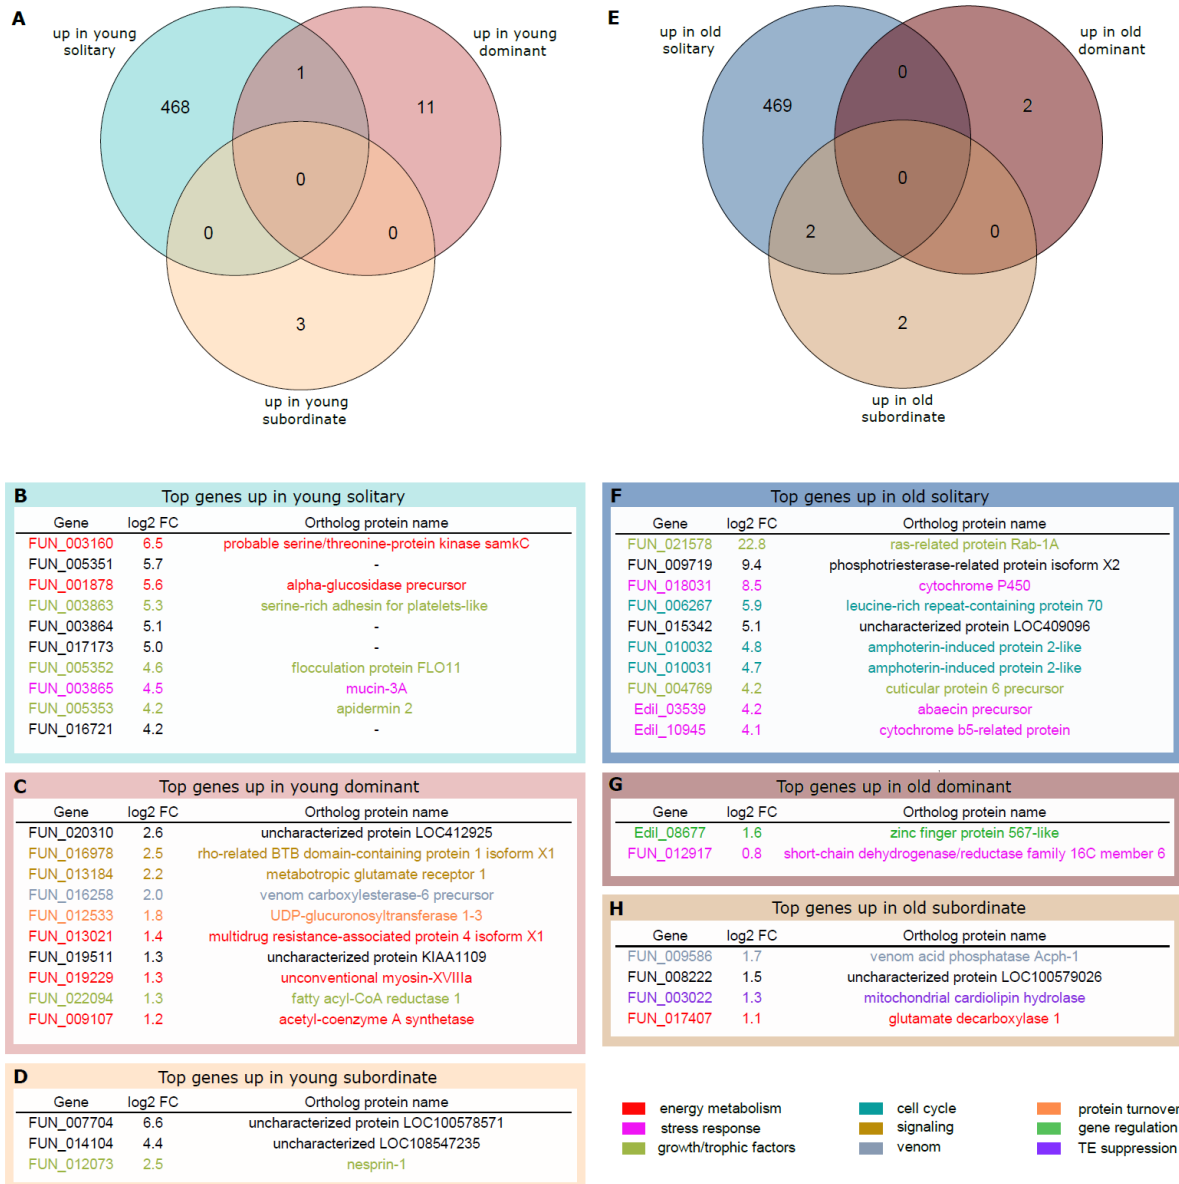 A
up in young
solitary
up in young
dominant
1
468
11
0
0
0
3
up in young
subordinate
E
up in old
solitary
up in old
dominant
0
469
2
0
2
0
2
up in old
subordinate
B Top genes up in young solitary
Gene log2 FC Ortholog protein name
FUN_003160 6.5 probable serine/threonine-protein kinase samkC
FUN_005351 5.7 -
FUN_001878 5.6 alpha-glucosidase precursor
FUN_003863 5.3 serine-rich adhesin for platelets-like
FUN_003864 5.1 -
FUN_017173 5.0 -
FUN_005352 4.6 flocculation protein FLO11
FUN_003865 4.5 mucin-3A
FUN_005353 4.2 apidermin 2
FUN_016721 4.2 -
C Top genes up in young dominant
Gene log2 FC Ortholog protein name
FUN_020310 2.6 uncharacterized protein LOC412925
FUN_016978 2.5 rho-related BTB domain-containing protein 1 isoform X1
FUN_013184 2.2 metabotropic glutamate receptor 1
FUN_016258 2.0 venom carboxylesterase-6 precursor
FUN_012533 1.8 UDP-glucuronosyltransferase 1-3
FUN_013021 1.4 multidrug resistance-associated protein 4 isoform X1
FUN_019511 1.3 uncharacterized protein KIAA1109
FUN_019229 1.3 unconventional myosin-XVIIIa
FUN_022094 1.3 fatty acyl-CoA reductase 1
FUN_009107 1.2 acetyl-coenzyme A synthetase
D Top genes up in young subordinate
Gene log2 FC Ortholog protein name
FUN_007704 6.6 uncharacterized protein LOC100578571
FUN_014104 4.4 uncharacterized LOC108547235
FUN_012073 2.5 nesprin-1
F Top genes up in old solitary
Gene log2 FC Ortholog protein name
FUN_021578 22.8 ras-related protein Rab-1A
FUN_009719 9.4 phosphotriesterase-related protein isoform X2
FUN_018031 8.5 cytochrome P450
FUN_006267 5.9 leucine-rich repeat-containing protein 70
FUN_015342 5.1 uncharacterized protein LOC409096
FUN_010032 4.8 amphoterin-induced protein 2-like
FUN_010031 4.7 amphoterin-induced protein 2-like
FUN_004769 4.2 cuticular protein 6 precursor
Edil_03539 4.2 abaecin precursor
Edil_10945 4.1 cytochrome b5-related protein
G Top genes up in old dominant
Gene log2 FC Ortholog protein name
Edil_08677 1.6 zinc finger protein 567-like
FUN_012917 0.8 short-chain dehydrogenase/reductase family 16C member 6
H Top genes up in old subordinate
Gene log2 FC Ortholog protein name
FUN_009586 1.7 venom acid phosphatase Acph-1
FUN_008222 1.5 uncharacterized protein LOC100579026
FUN_003022 1.3 mitochondrial cardiolipin hydrolase
FUN_017407 1.1 glutamate decarboxylase 1
energy metabolism cell cycle protein turnover
stress response signaling gene regulation
growth/trophic factors venom TE suppression